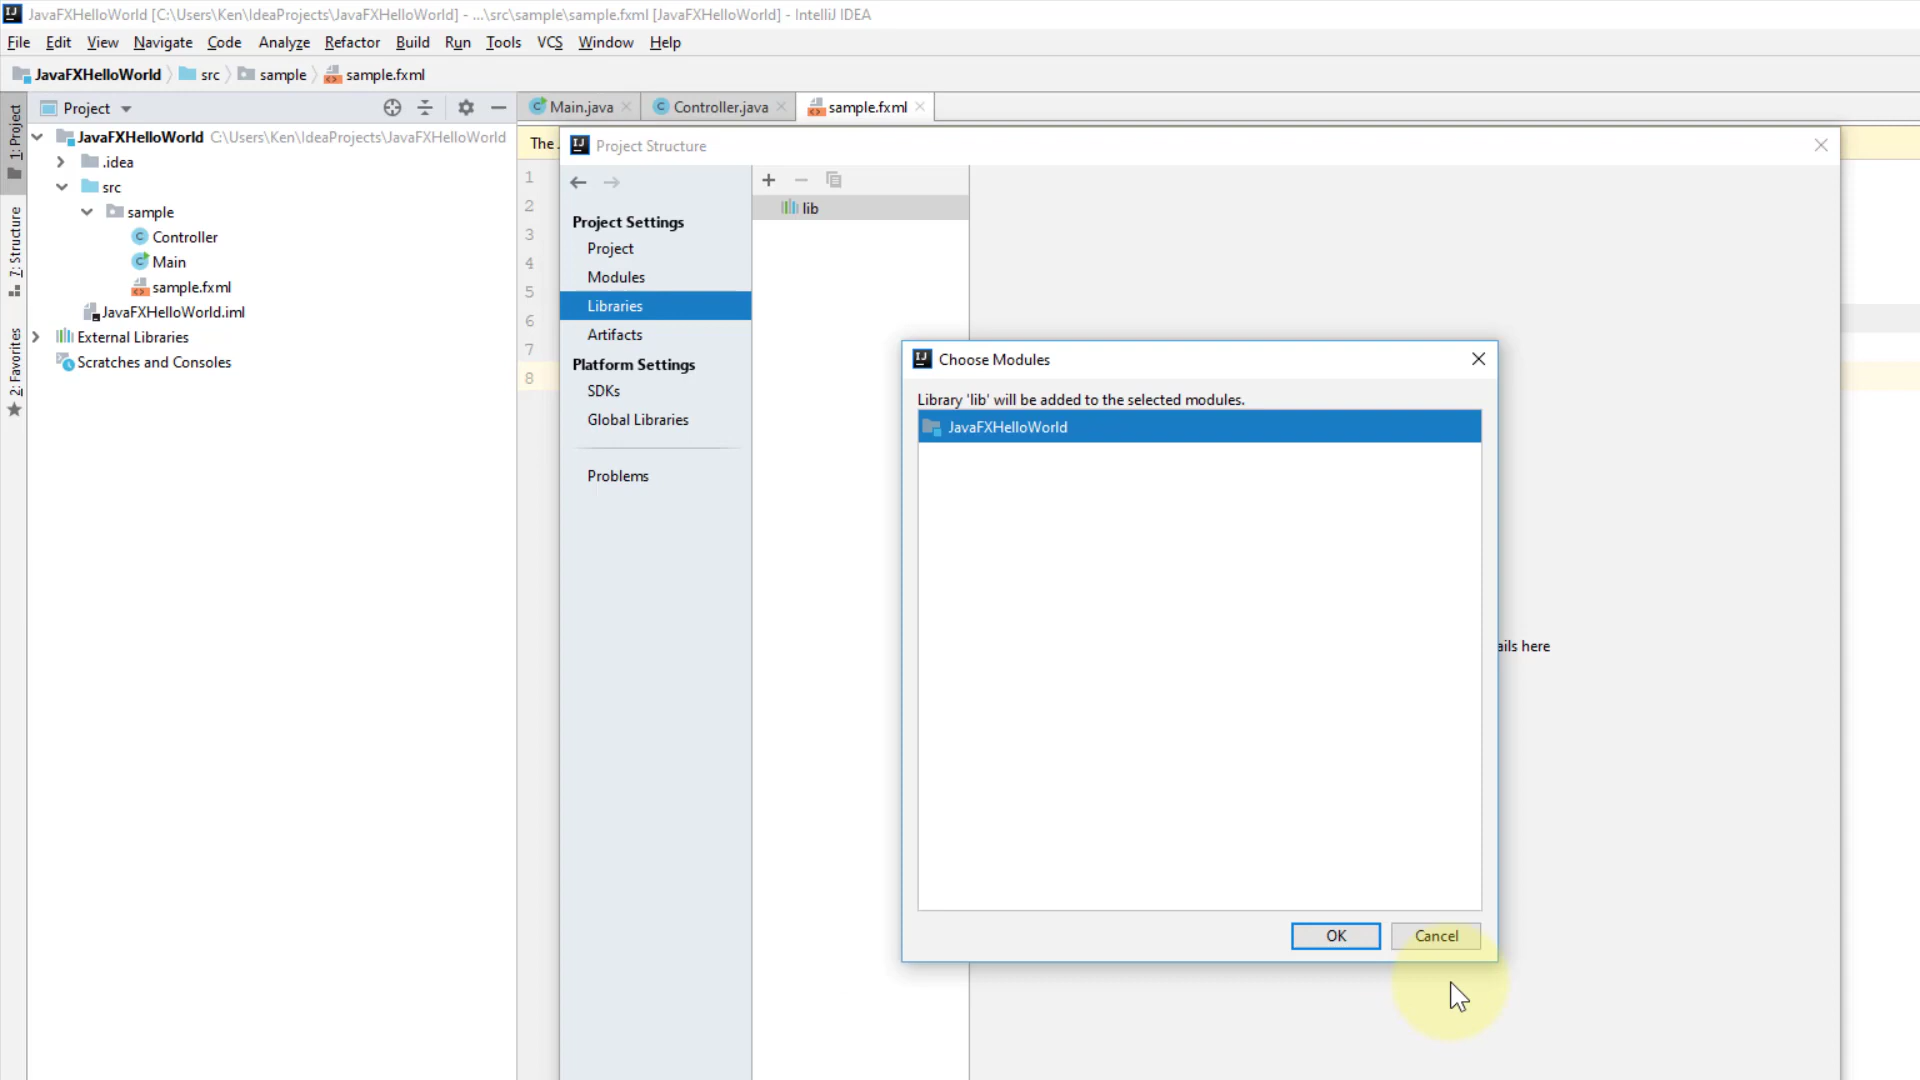 JavaFXHelloWorld [C:\Users\Ken\IdeaProjects\JavaFXHelloWorld] - ...\src\sample\sample.fxml [JavaFXHelloWorld] - IntelliJ IDEA
File Edit View Navigate Code Analyze Refactor Build Run Tools VCS Window Help
JavaFXHelloWorld src sample sample.fxml
1: Project
7: Structure
2: Favorites
Project
JavaFXHelloWorld C:\Users\Ken\IdeaProjects\JavaFXHelloWorld
.idea
src
sample
Controller
Main
sample.fxml
JavaFXHelloWorld.iml
External Libraries
Scratches and Consoles
Main.java Controller.java sample.fxml
The
1
2
3
4
5
6
7
8
Project Structure
Project Settings
Project
Modules
Libraries
Artifacts
Platform Settings
SDKs
Global Libraries
Problems
lib
ails here
Choose Modules
Library 'lib' will be added to the selected modules.
JavaFXHelloWorld
OK Cancel